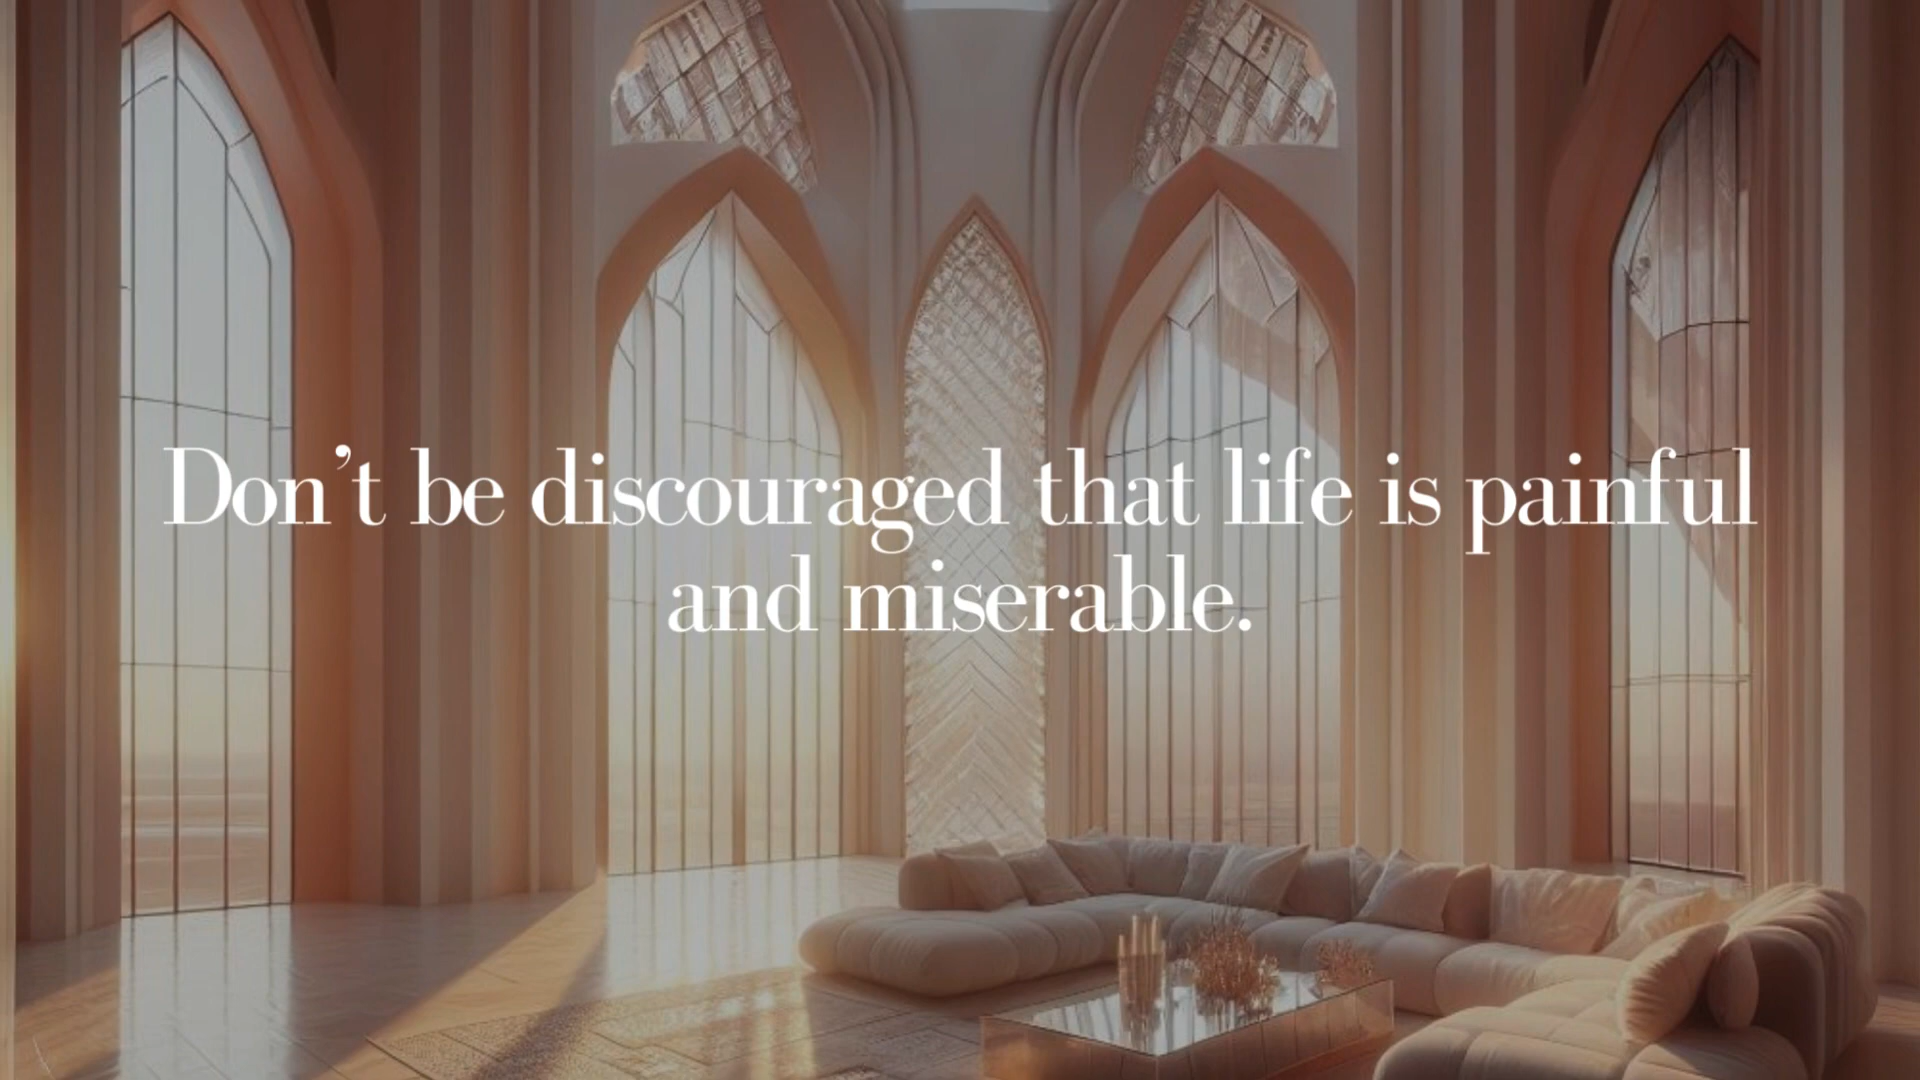 Don’t be discouraged that life is painful
and miserable.